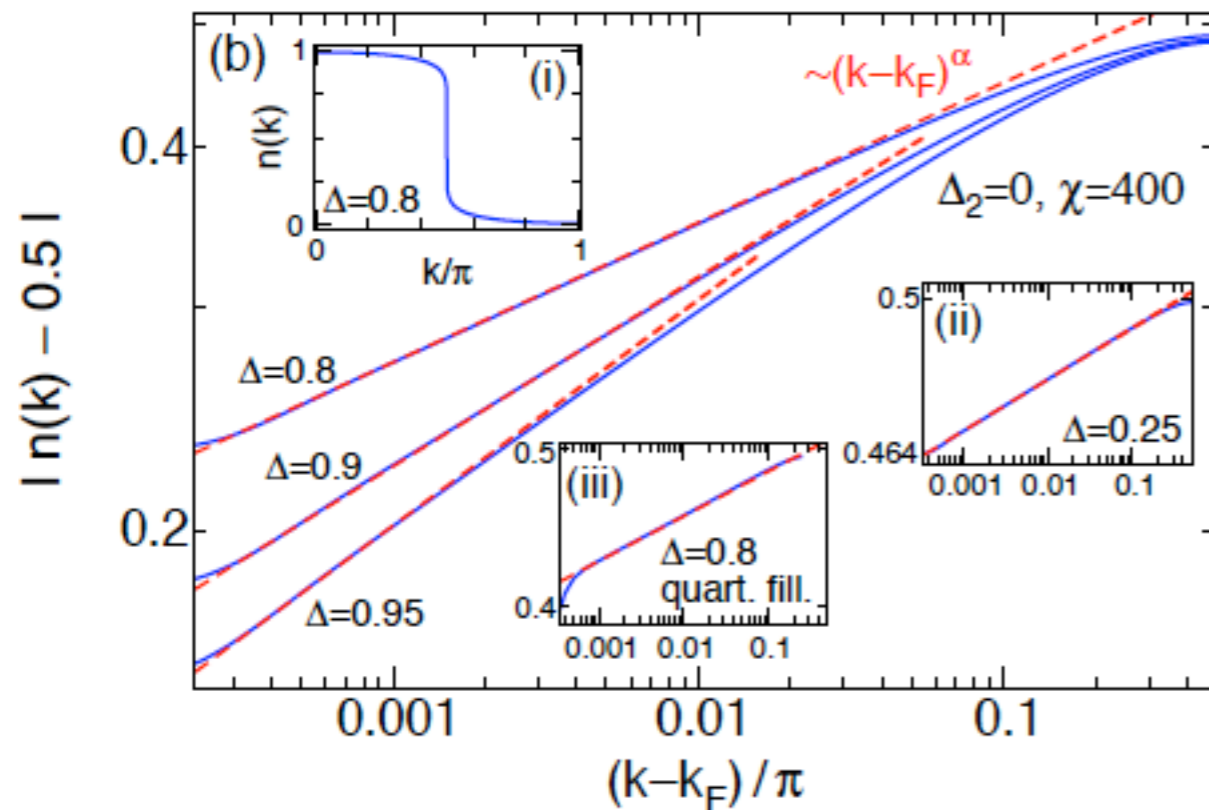 (b)
1
(i)
n(k)
Δ=0.8
0
0
1
k/π
~(k−k_F)^α
0.4
Δ₂=0, χ=400
| n(k) − 0.5 |
0.5
(ii)
Δ=0.25
0.464
0.001 0.01 0.1
Δ=0.8
0.5
(iii)
Δ=0.8
quart. fill.
0.4
0.001 0.01 0.1
Δ=0.9
0.2
Δ=0.95
0.001 0.01 0.1
(k−k_F)/π